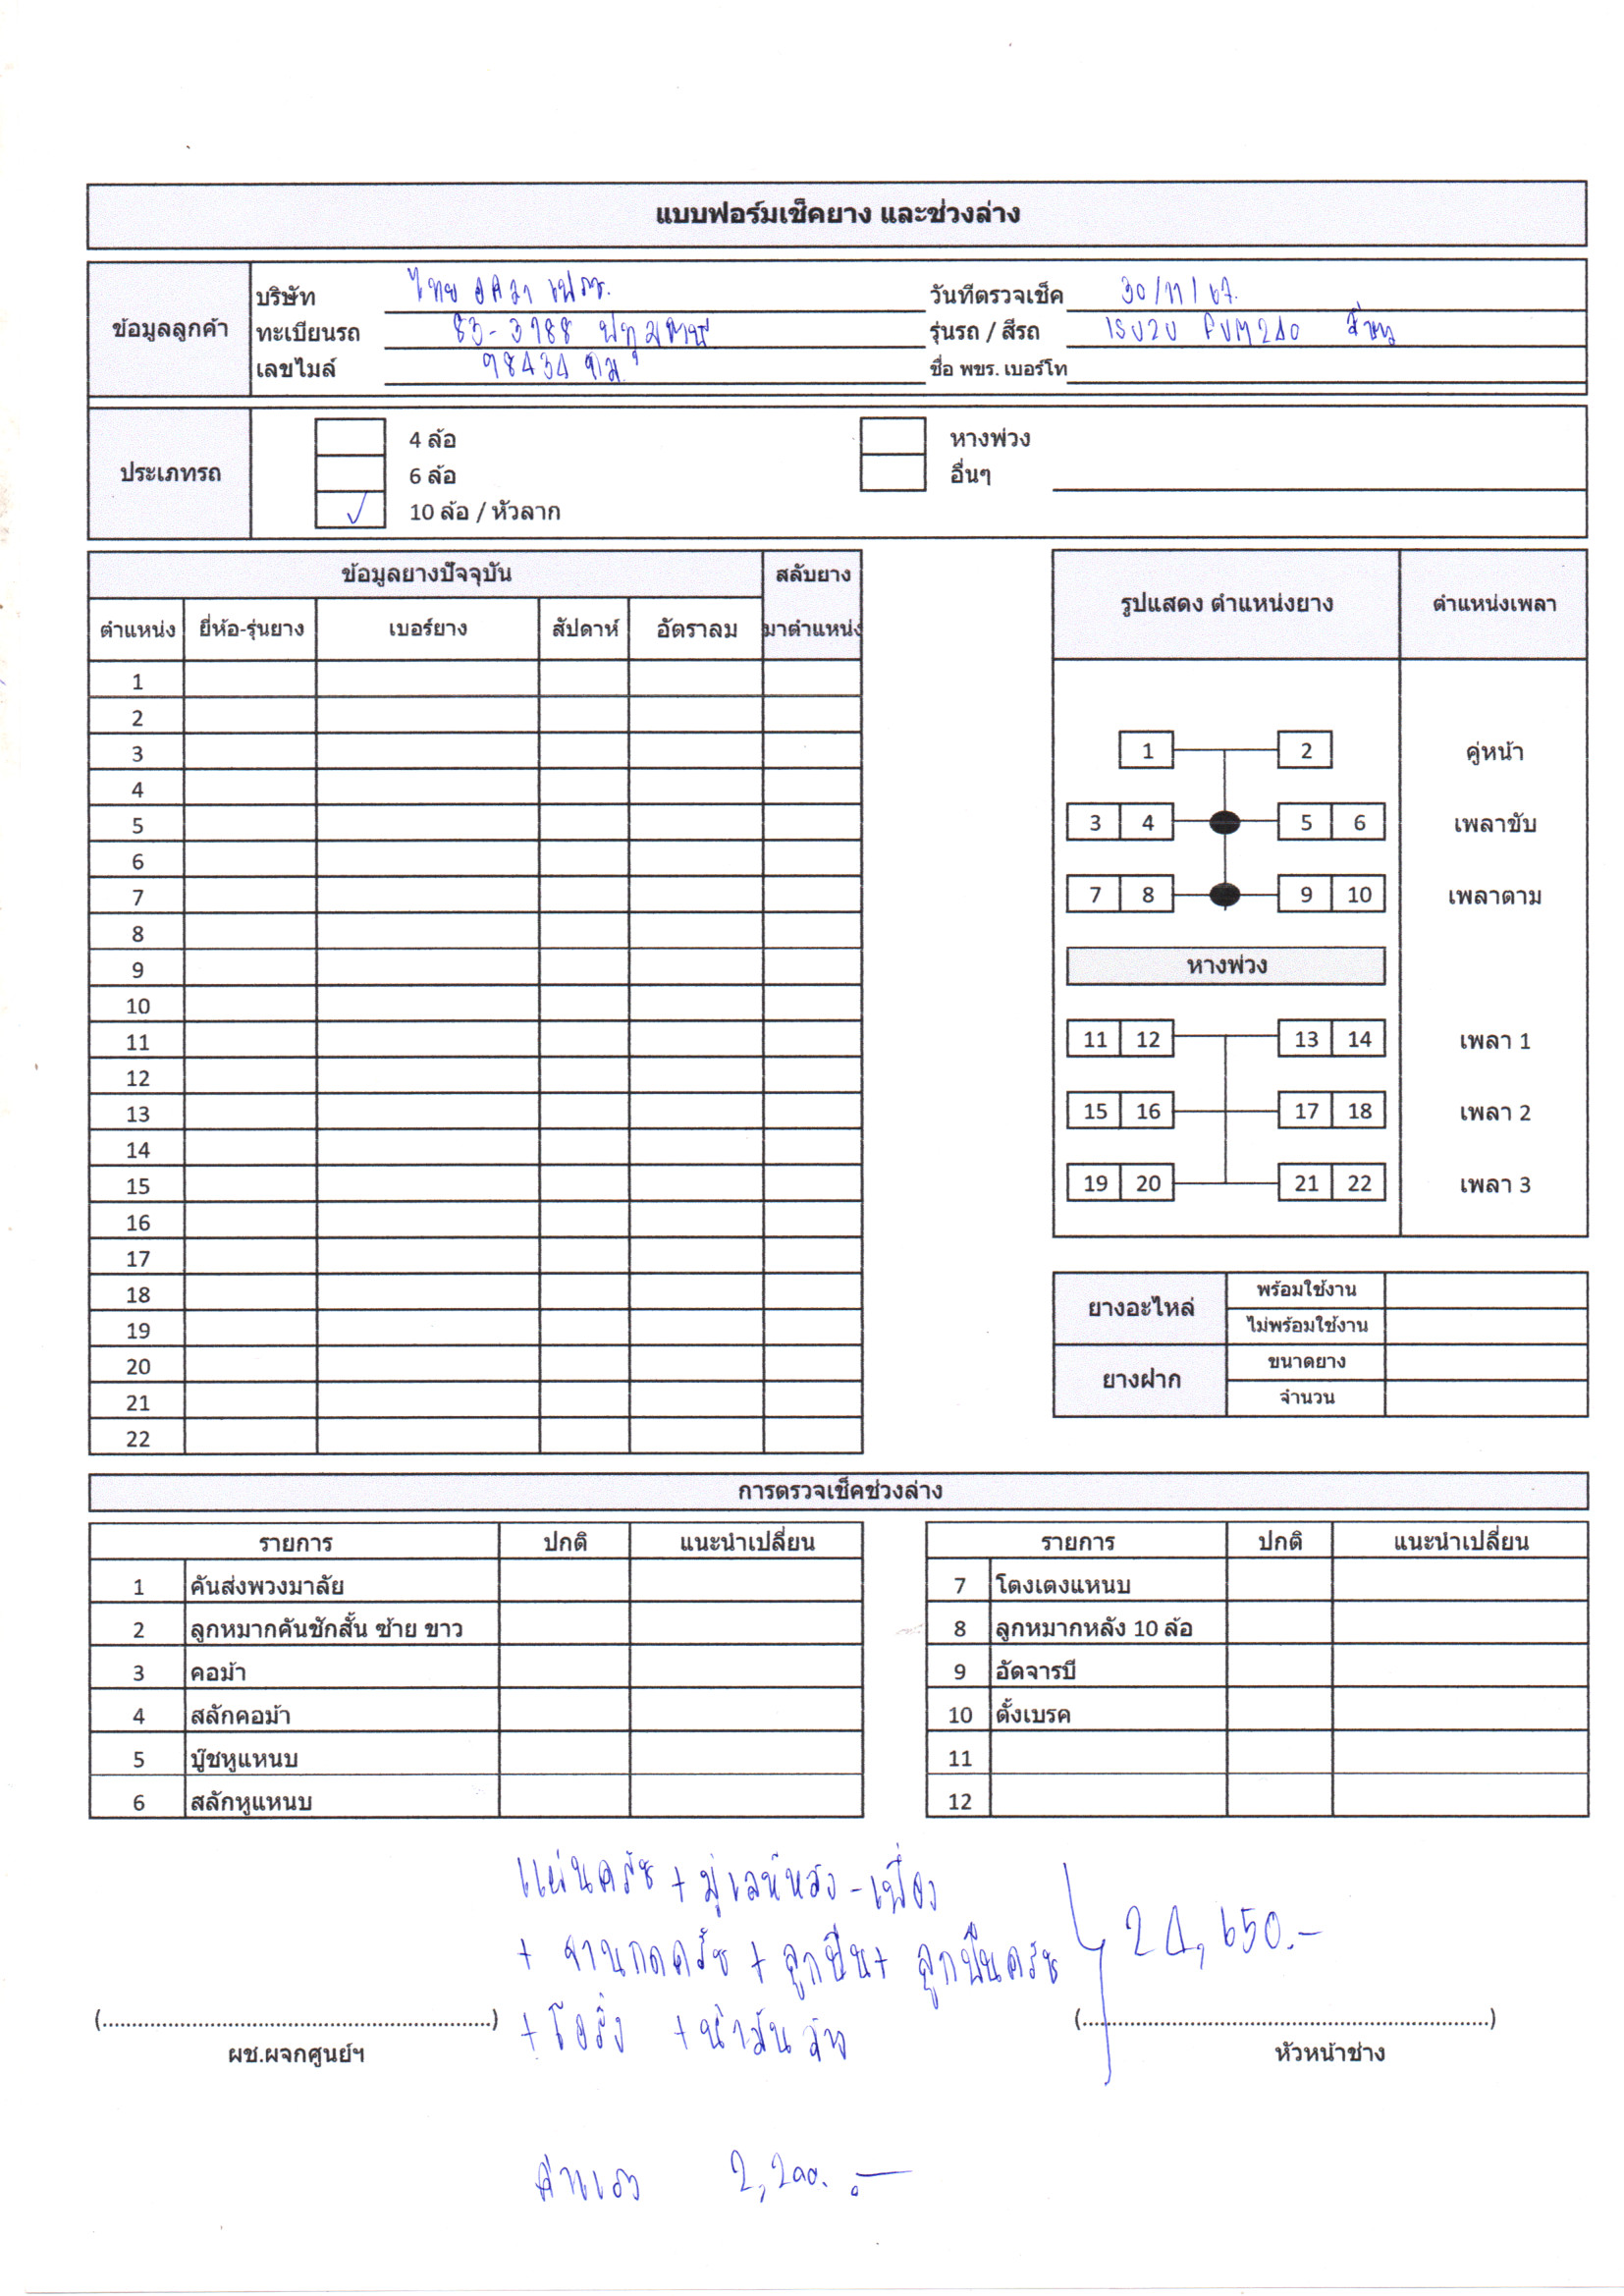 แบบฟอร์มเช็คยาง และช่วงล่าง
ข้อมูลลูกค้า
บริษัท ไทย
วันที่ตรวจเช็ค 30/11/67.
ทะเบียนรถ 83-3788 ปทุมธานี
รุ่นรถ / สีรถ ISUZU FVM240
เลขไมล์ 98434 กม.
ชื่อ พขร. เบอร์โท
ประเภทรถ
4 ล้อ
หางพ่วง
6 ล้อ
อื่นๆ
✓ 10 ล้อ / หัวลาก
ข้อมูลยางปัจจุบัน สลับยาง
ตำแหน่ง ยี่ห้อ-รุ่นยาง เบอร์ยาง สัปดาห์ อัตราลม มาตำแหน่ง
1
2
3
4
5
6
7
8
9
10
11
12
13
14
15
16
17
18
19
20
21
22
รูปแสดง ตำแหน่งยาง ตำแหน่งเพลา
1 2 คู่หน้า
3 4 5 6 เพลาขับ
7 8 9 10 เพลาตาม
หางพ่วง
11 12 13 14 เพลา 1
15 16 17 18 เพลา 2
19 20 21 22 เพลา 3
ยางอะไหล่ พร้อมใช้งาน
ไม่พร้อมใช้งาน
ยางฝาก ขนาดยาง
จำนวน
การตรวจเช็คช่วงล่าง
รายการ ปกติ แนะนำเปลี่ยน
1 คันส่งพวงมาลัย
2 ลูกหมากคันชักสั้น ซ้าย ขาว
3 คอม้า
4 สลักคอม้า
5 บู๊ชหูแหนบ
6 สลักหูแหนบ
รายการ ปกติ แนะนำเปลี่ยน
7 โตงเตงแหนบ
8 ลูกหมากหลัง 10 ล้อ
9 อัดจารบี
10 ตั้งเบรค
11
12
แผ่นครัช + มู่เลห์หลัง - เฟือง
+ จานกดครัช + ลูกปืน + ลูกปืนครัช
24,650.-
+ โอริ่ง + น้ำมันล้าง
(....................) ผช.ผจกศูนย์ฯ
(....................) หัวหน้าช่าง
ค่าแรง 2,200.-